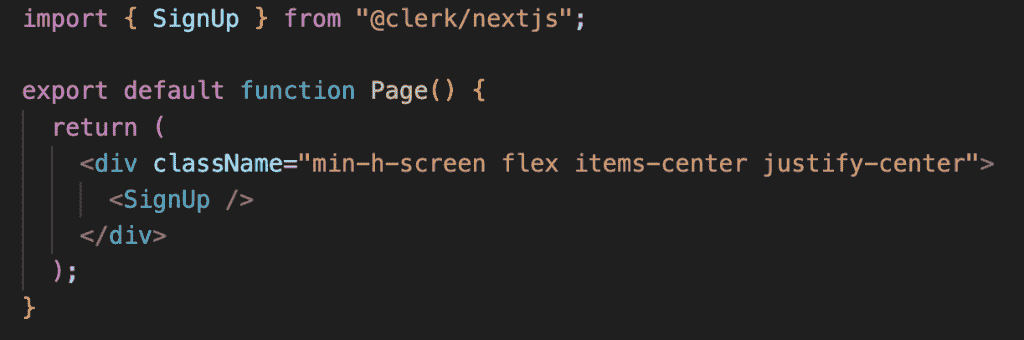 import { SignUp } from "@clerk/nextjs";

export default function Page() {
  return (
    <div className="min-h-screen flex items-center justify-center">
      <SignUp />
    </div>
  );
}